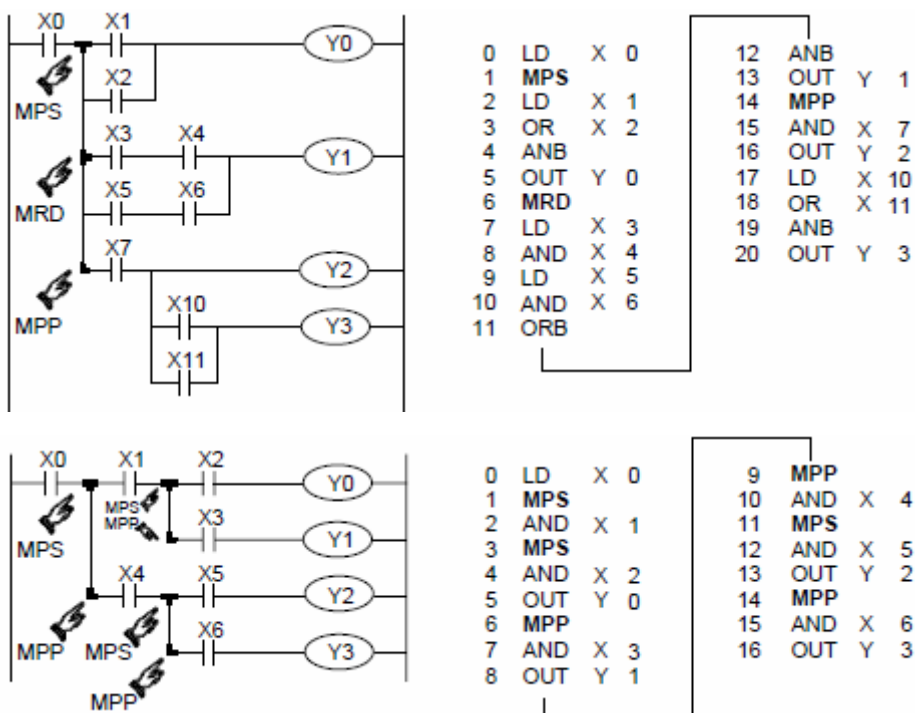 X0 X1 Y0
X2
MPS
X3 X4 Y1
X5 X6
MRD
X7 Y2
X10
MPP Y3
X11
0 LD X 0
1 MPS
2 LD X 1
3 OR X 2
4 ANB
5 OUT Y 0
6 MRD
7 LD X 3
8 AND X 4
9 LD X 5
10 AND X 6
11 ORB
12 ANB
13 OUT Y 1
14 MPP
15 AND X 7
16 OUT Y 2
17 LD X 10
18 OR X 11
19 ANB
20 OUT Y 3
X0 X1 X2 Y0
MPS
MPP
X3 Y1
MPS
X4 X5 Y2
X6 Y3
MPP MPS
MPP
0 LD X 0
1 MPS
2 AND X 1
3 MPS
4 AND X 2
5 OUT Y 0
6 MPP
7 AND X 3
8 OUT Y 1
9 MPP
10 AND X 4
11 MPS
12 AND X 5
13 OUT Y 2
14 MPP
15 AND X 6
16 OUT Y 3